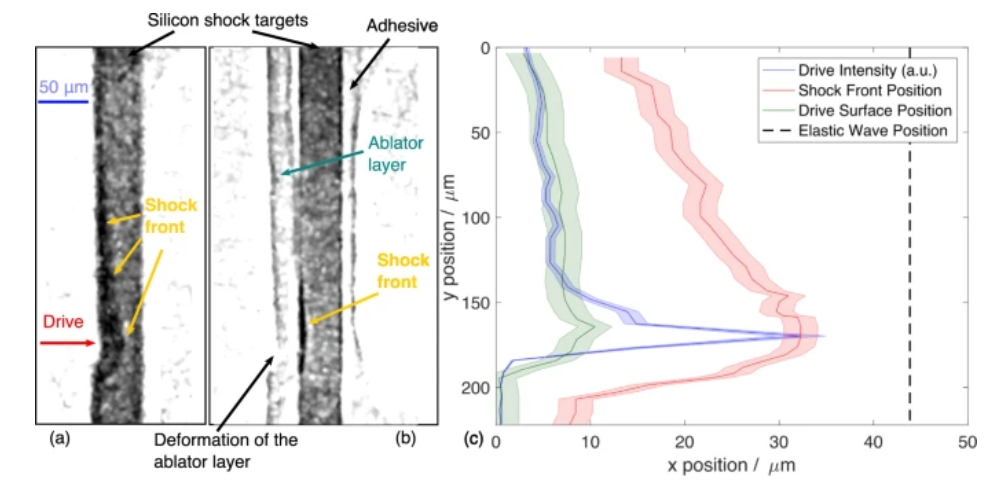 Silicon shock targets
Adhesive
50 μm
Ablator
layer
Shock
front
Shock
front
Drive
(a)
Deformation of the
ablator layer
(b)
Drive Intensity (a.u.)
Shock Front Position
Drive Surface Position
Elastic Wave Position
y position / μm
0
50
100
150
200
(c)
0 10 20 30 40 50
x position / μm